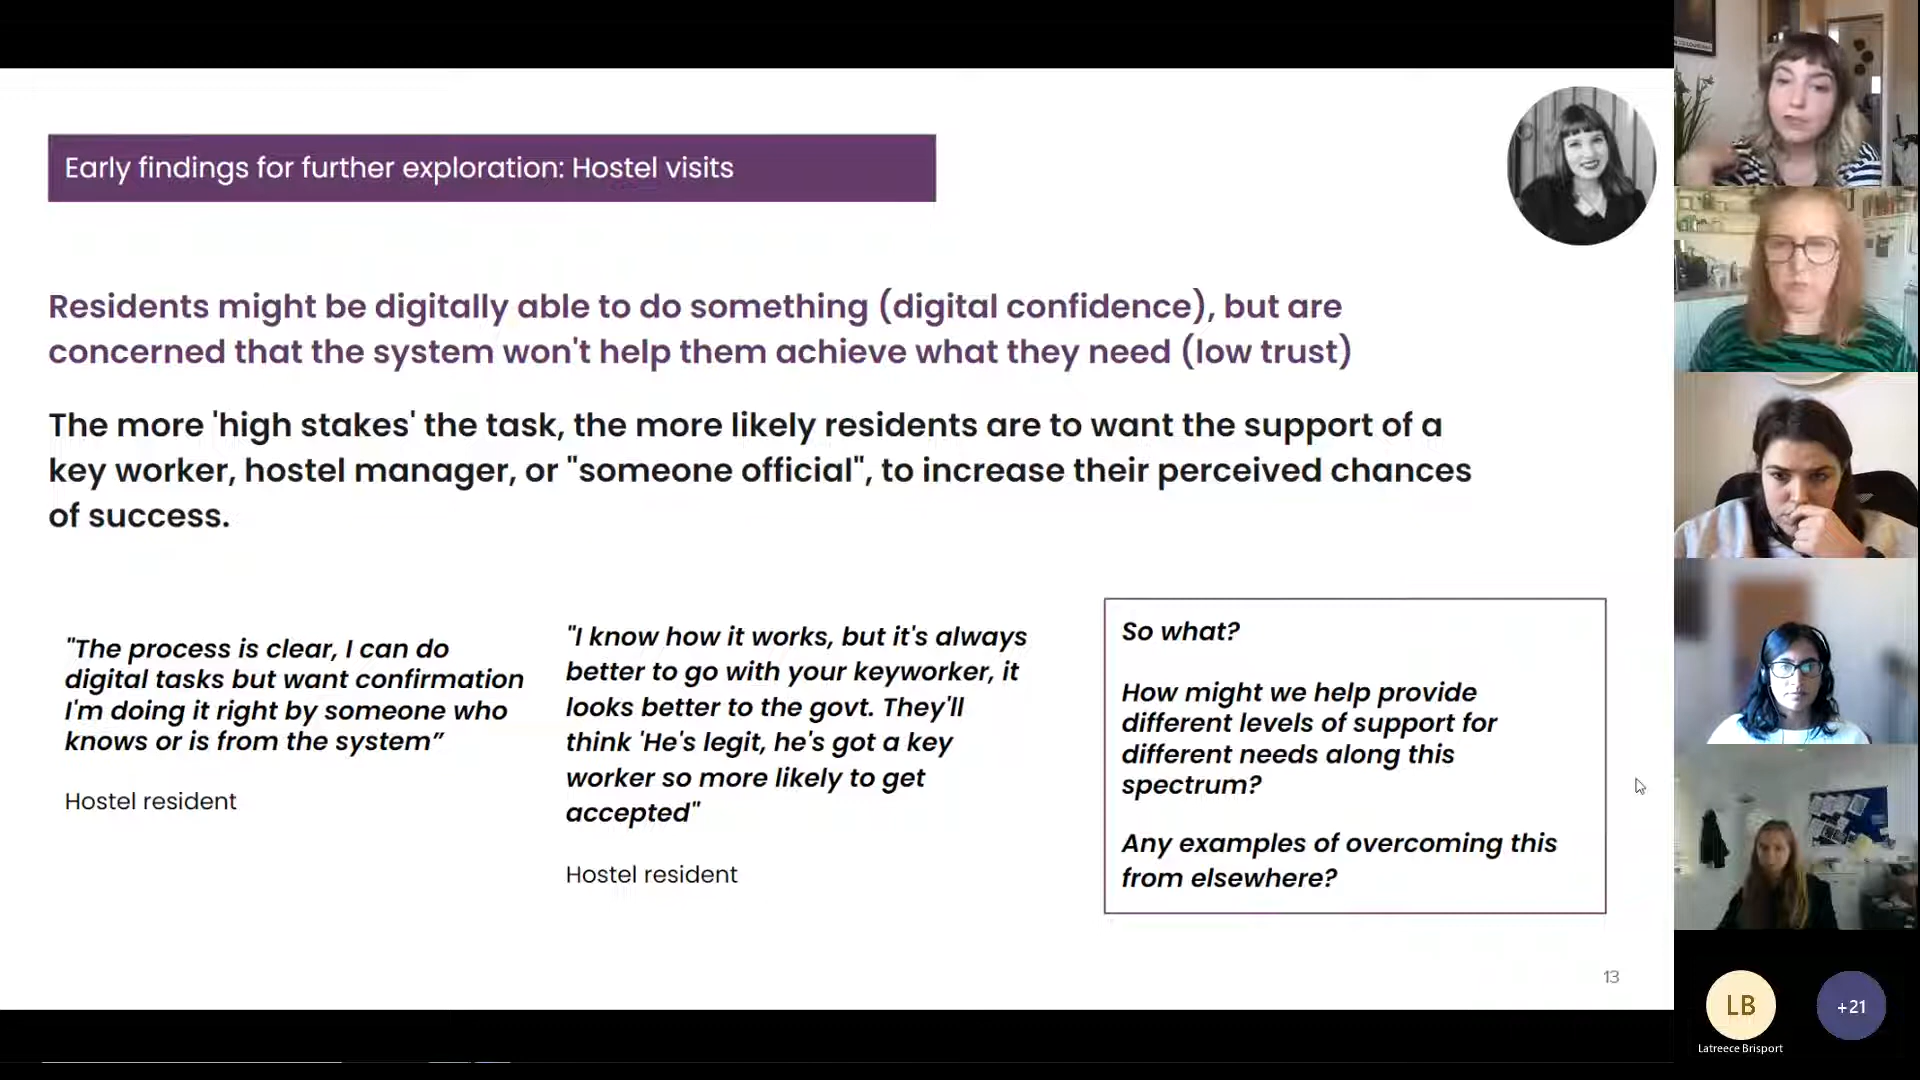 Early findings for further exploration: Hostel visits
Residents might be digitally able to do something (digital confidence), but are
concerned that the system won't help them achieve what they need (low trust)
The more 'high stakes' the task, the more likely residents are to want the support of a
key worker, hostel manager, or "someone official", to increase their perceived chances
of success.
"The process is clear, I can do
digital tasks but want confirmation
I'm doing it right by someone who
knows or is from the system”
Hostel resident
"I know how it works, but it's always
better to go with your keyworker, it
looks better to the govt. They'll
think 'He's legit, he's got a key
worker so more likely to get
accepted"
Hostel resident
So what?
How might we help provide
different levels of support for
different needs along this
spectrum?
Any examples of overcoming this
from elsewhere?
13
LB
+21
Latreece Brisport